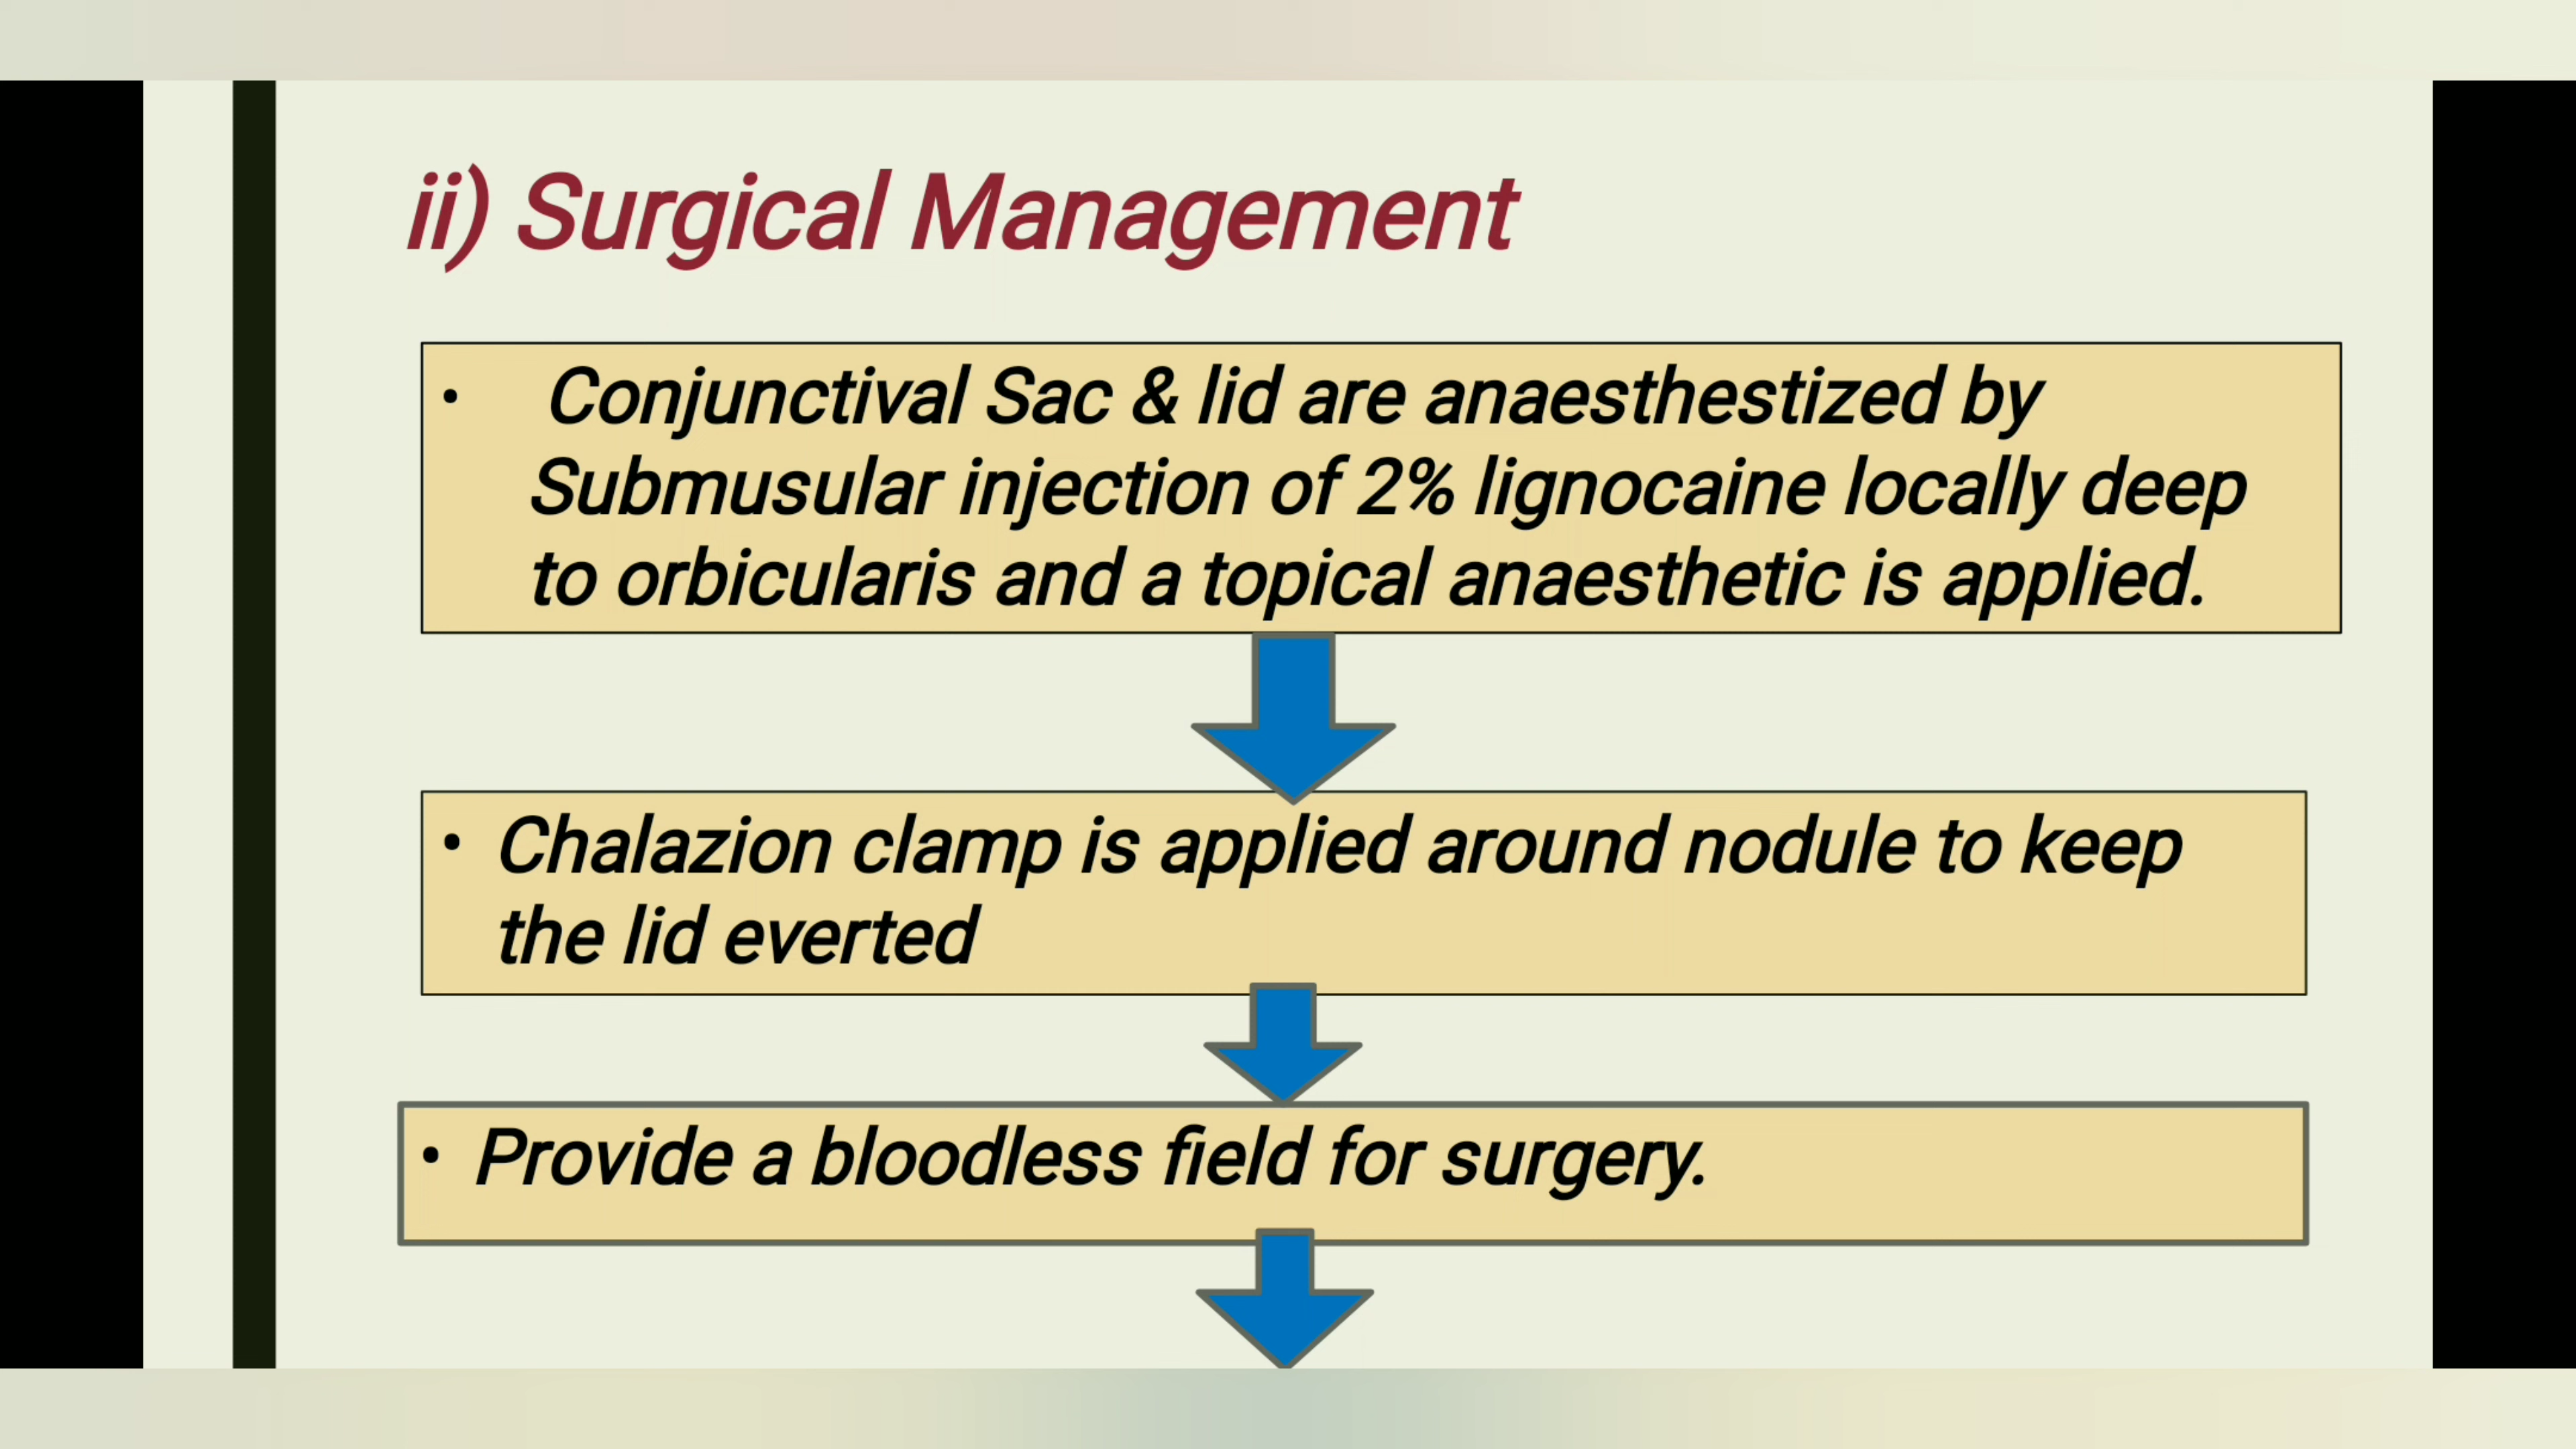 ii) Surgical Management
• Conjunctival Sac & lid are anaesthestized by
Submusular injection of 2% lignocaine locally deep
to orbicularis and a topical anaesthetic is applied.
• Chalazion clamp is applied around nodule to keep
the lid everted
• Provide a bloodless field for surgery.